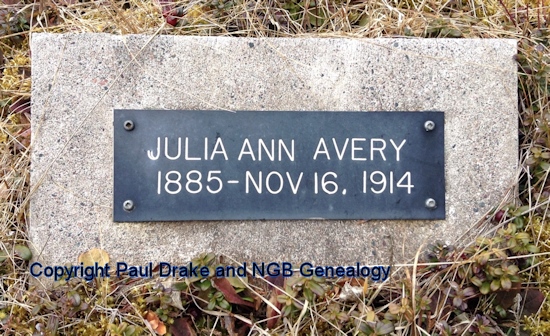 JULIA ANN AVERY
1885-NOV 16, 1914
Copyright Paul Drake and NGB Genealogy